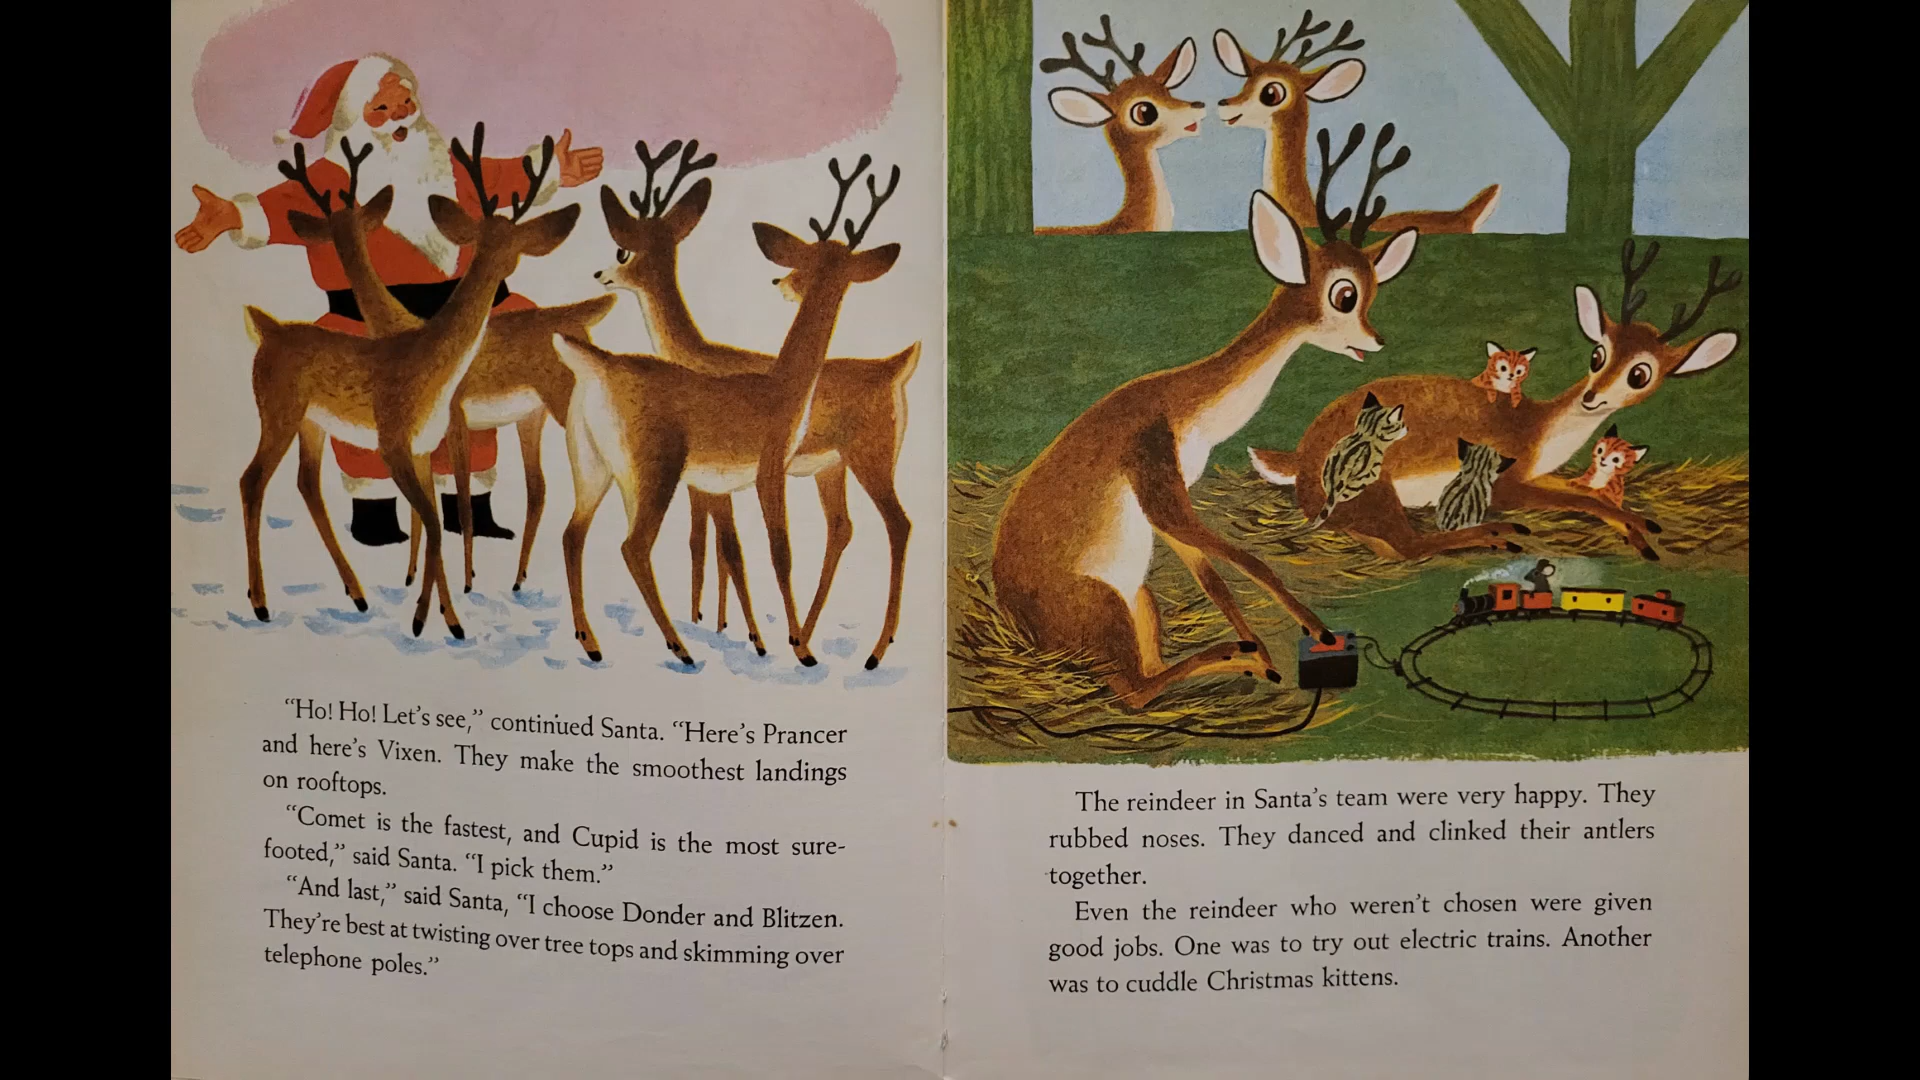 “Ho! Ho! Let’s see,” continued Santa. “Here’s Prancer
and here’s Vixen. They make the smoothest landings
on rooftops.
“Comet is the fastest, and Cupid is the most sure-
footed,” said Santa. “I pick them.”
“And last,” said Santa, “I choose Donder and Blitzen.
They’re best at twisting over tree tops and skimming over
telephone poles.”
The reindeer in Santa’s team were very happy. They
rubbed noses. They danced and clinked their antlers
together.
Even the reindeer who weren’t chosen were given
good jobs. One was to try out electric trains. Another
was to cuddle Christmas kittens.